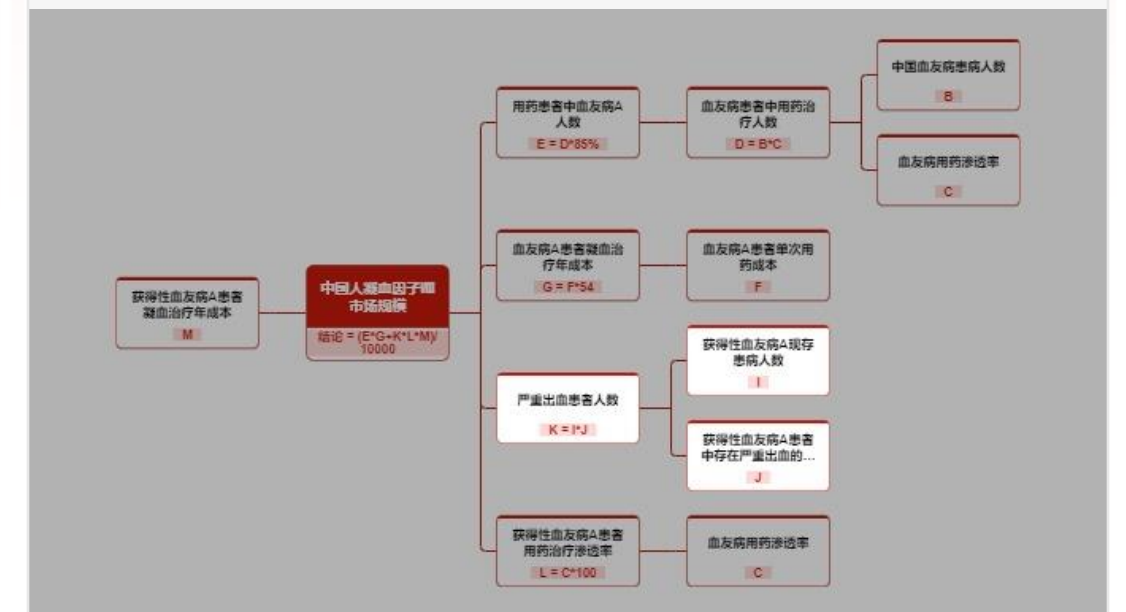 中国血友病患病人数
B
用药患者中血友病A
人数
E = D*85%
血友病患者中用药治
疗人数
D = B*C
血友病用药渗透率
C
血友病A患者凝血治
疗年成本
G = F*54
血友病A患者单次用
药成本
F
获得性血友病A患者
凝血治疗年成本
M
中国人凝血因子Ⅷ
市场规模
结论 = (E*G+K*L*M)/
10000
获得性血友病A现存
患病人数
I
严重出血患者人数
K = I*J
获得性血友病A患者
中存在严重出血的...
J
获得性血友病A患者
用药治疗渗透率
L = C*100
血友病用药渗透率
C